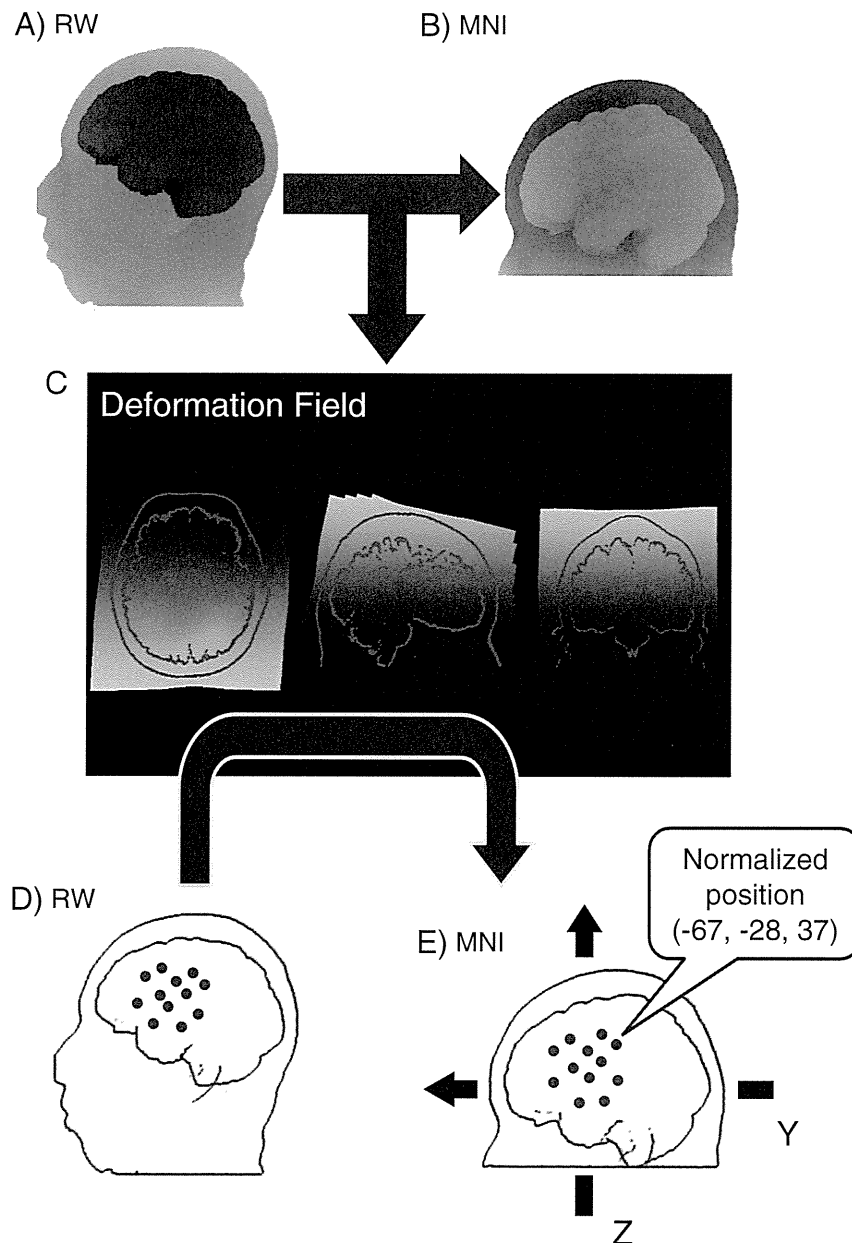 A) RW
B) MNI
C
Deformation Field
Normalized
position
(-67, -28, 37)
D) RW
E) MNI
Y
Z